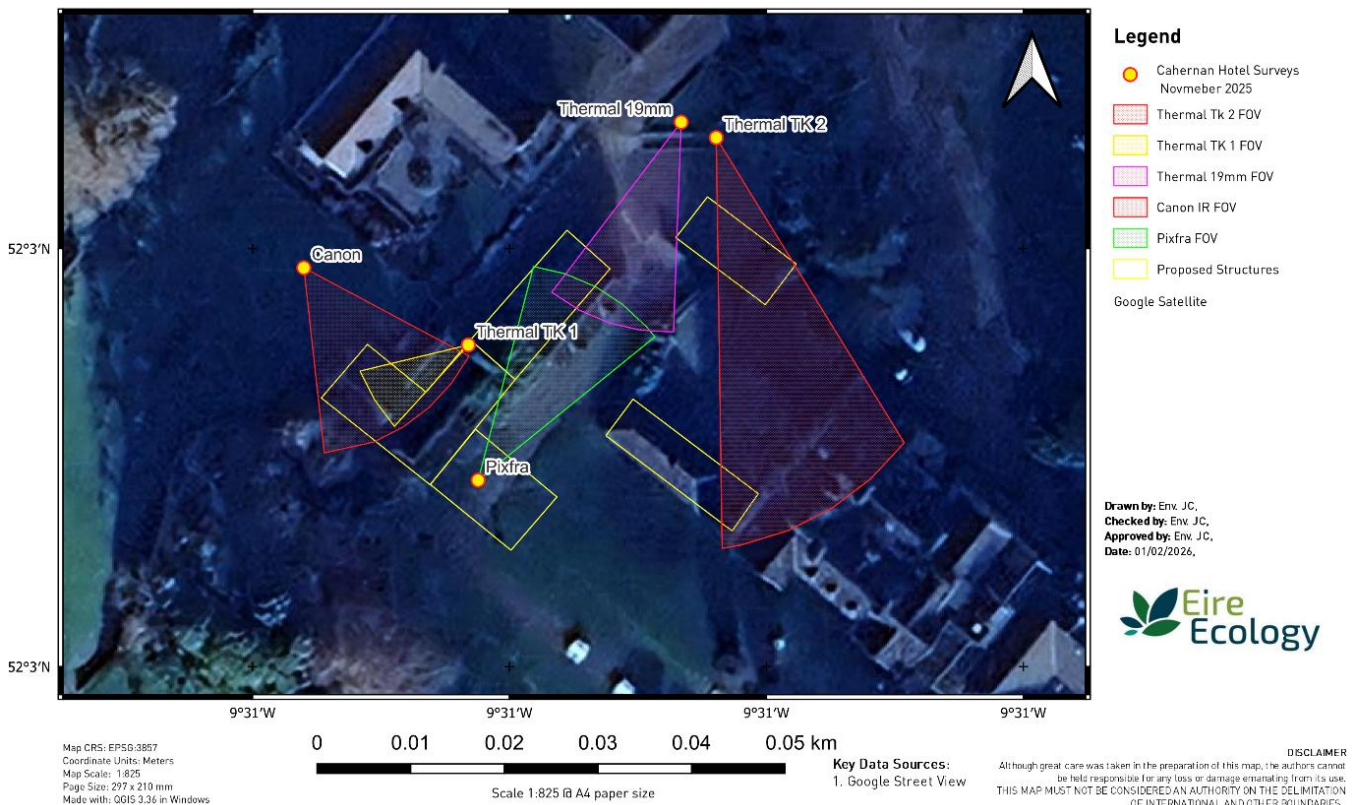 Thermal 19mm
Thermal TK 2
Canon
Thermal TK 1
Pixfra
52°3'N
52°3'N
9°31'W
9°31'W
9°31'W
9°31'W
Legend
Cahernan Hotel Surveys
Novmeber 2025
Thermal Tk 2 FOV
Thermal TK 1 FOV
Thermal 19mm FOV
Canon IR FOV
Pixfra FOV
Proposed Structures
Google Satellite
Drawn by: Env. JC,
Checked by: Env. JC,
Approved by: Env. JC,
Date: 01/02/2026,
Eire
Ecology
Map CRS: EPSG:3857
Coordinate Units: Meters
Map Scale: 1:825
Page Size: 297 x 210 mm
Made with: QGIS 3.36 in Windows
0 0.01 0.02 0.03 0.04 0.05 km
Scale 1:825 @ A4 paper size
Key Data Sources:
1. Google Street View
DISCLAIMER
Although great care was taken in the preparation of this map, the authors cannot
be held responsible for any loss or damage emanating from its use.
THIS MAP MUST NOT BE CONSIDERED AN AUTHORITY ON THE DELIMITATION
OF INTERNATIONAL AND OTHER BOUNDARIES.